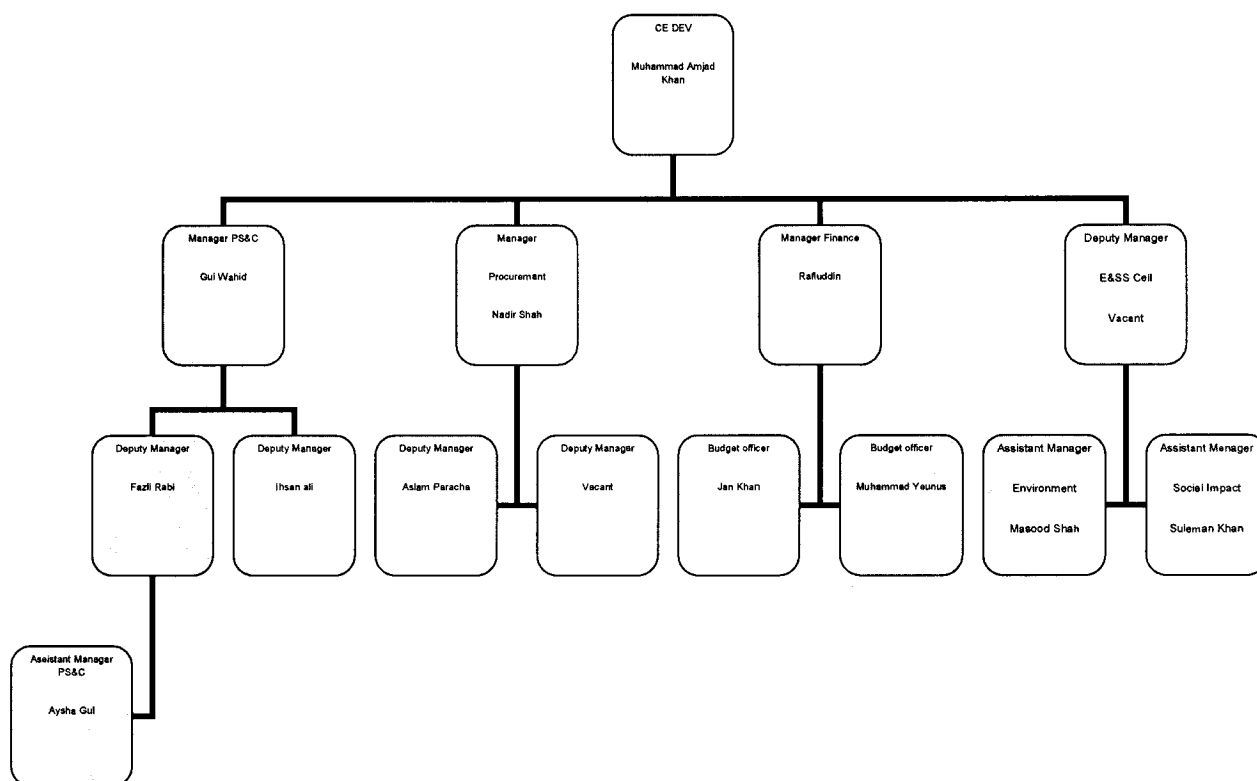 CE DEV
Muhammad Amjad
Khan
Manager PS&C
Gul Wahid
Manager
Procurement
Nadir Shah
Manager Finance
Rafiuddin
Deputy Manager
E&SS Cell
Vacant
Deputy Manager
Fazli Rabi
Deputy Manager
Ihsan ali
Deputy Manager
Aslam Paracha
Deputy Manager
Vacant
Budget officer
Jan Khan
Budget officer
Muhammad Younus
Assistant Manager
Environment
Masood Shah
Assistant Manager
Social Impact
Suleman Khan
Assistant Manager
PS&C
Aysha Gul